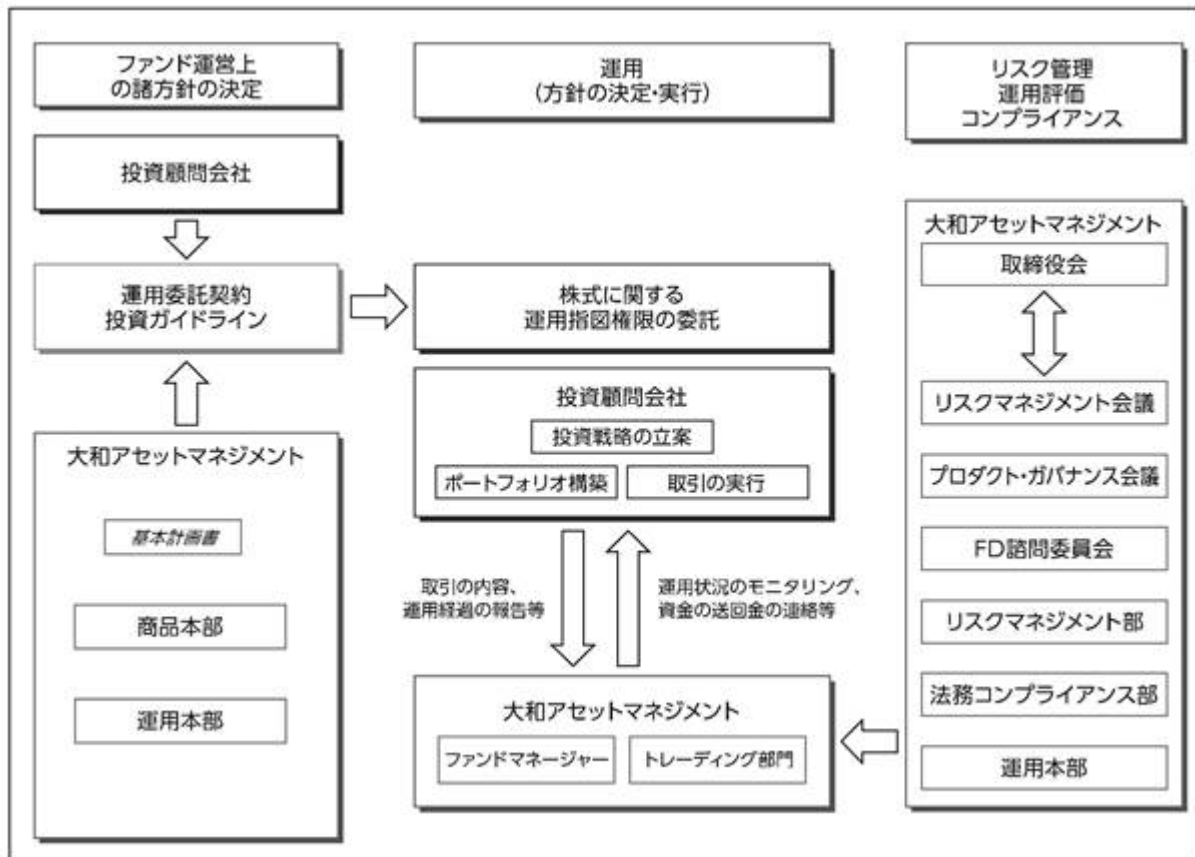 ファンド運営上
の諸方針の決定
運用
(方針の決定・実行)
リスク管理
運用評価
コンプライアンス
投資顧問会社
運用委託契約
投資ガイドライン
株式に関する
運用指図権限の委託
大和アセットマネジメント
基本計画書
商品本部
運用本部
投資顧問会社
投資戦略の立案
ポートフォリオ構築
取引の実行
取引の内容、
運用経過の報告等
運用状況のモニタリング、
資金の送回金の連絡等
大和アセットマネジメント
ファンドマネージャー
トレーディング部門
大和アセットマネジメント
取締役会
リスクマネジメント会議
プロダクト・ガバナンス会議
FD諮問委員会
リスクマネジメント部
法務コンプライアンス部
運用本部